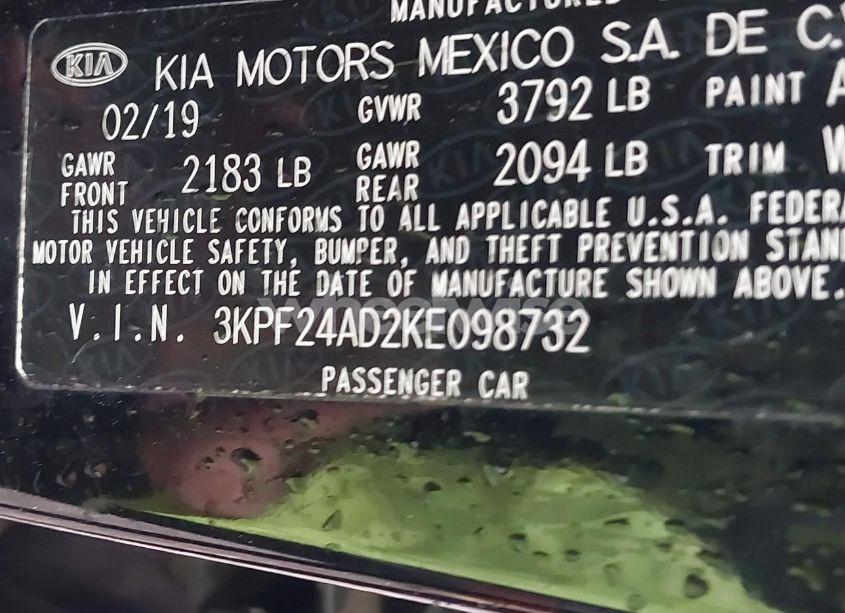 MANUFACTURED
KIA KIA MOTORS MEXICO S.A. DE C.
02/19 GVWR 3792 LB PAINT A
GAWR FRONT 2183 LB GAWR REAR 2094 LB TRIM W
THIS VEHICLE CONFORMS TO ALL APPLICABLE U.S.A. FEDERA
MOTOR VEHICLE SAFETY, BUMPER, AND THEFT PREVENTION STAN
IN EFFECT ON THE DATE OF MANUFACTURE SHOWN ABOVE.
V.I.N. 3KPF24AD2KE098732
PASSENGER CAR